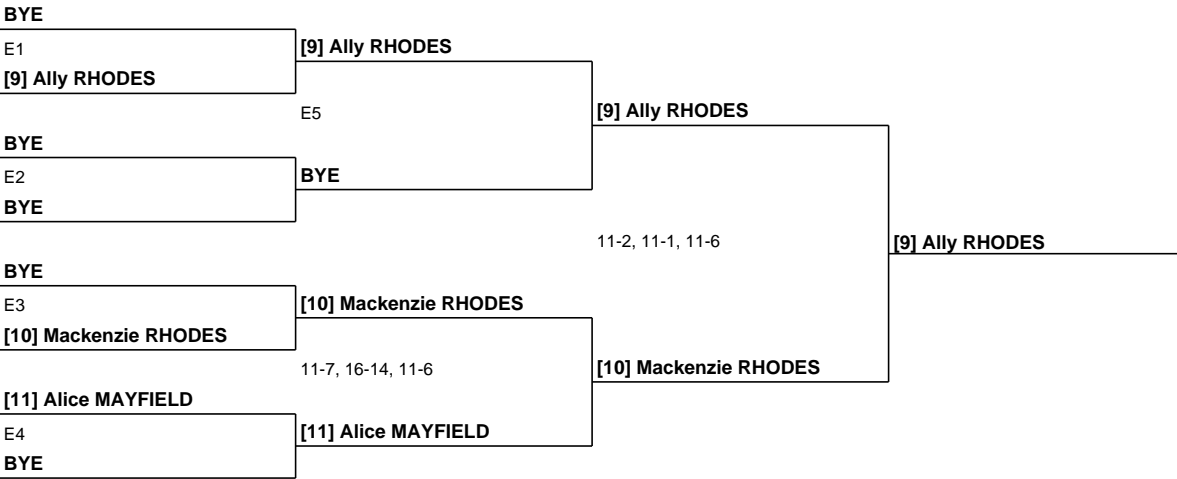 BYE
E1
[9] Ally RHODES
BYE
E2
BYE
BYE
E3
[10] Mackenzie RHODES
[11] Alice MAYFIELD
E4
BYE
[9] Ally RHODES
E5
BYE
[10] Mackenzie RHODES
11-7, 16-14, 11-6
[11] Alice MAYFIELD
[9] Ally RHODES
11-2, 11-1, 11-6
[10] Mackenzie RHODES
[9] Ally RHODES